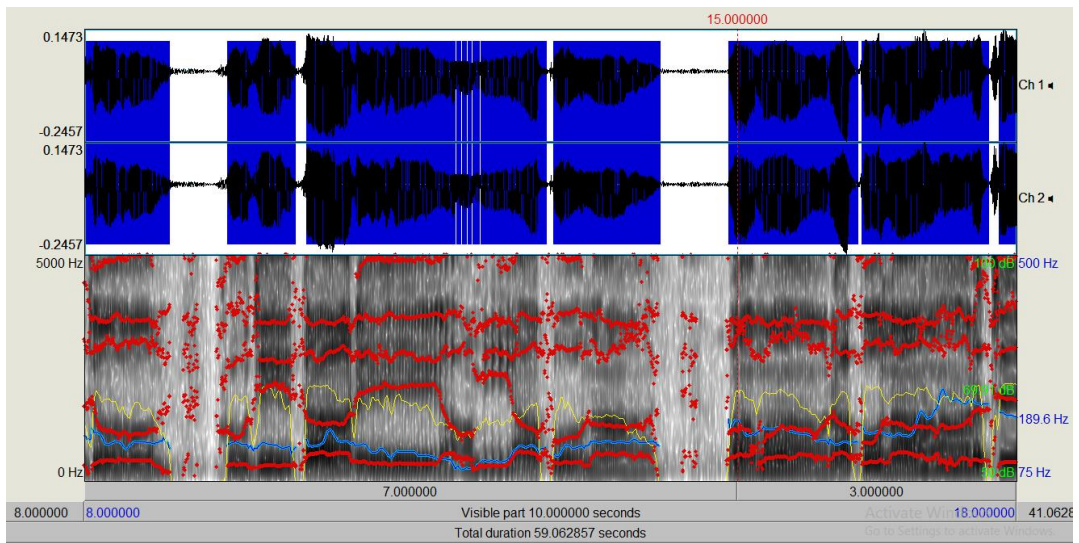 15.000000
0.1473
Ch 1
-0.2457
0.1473
Ch 2
-0.2457
5000 Hz
100 dB 500 Hz
dB
189.6 Hz
0 Hz
50 dB 75 Hz
7.000000 3.000000
8.000000 8.000000 Visible part 10.000000 seconds 18.000000 41.0628
Total duration 59.062857 seconds
Activate Windows
Go to Settings to activate Windows.